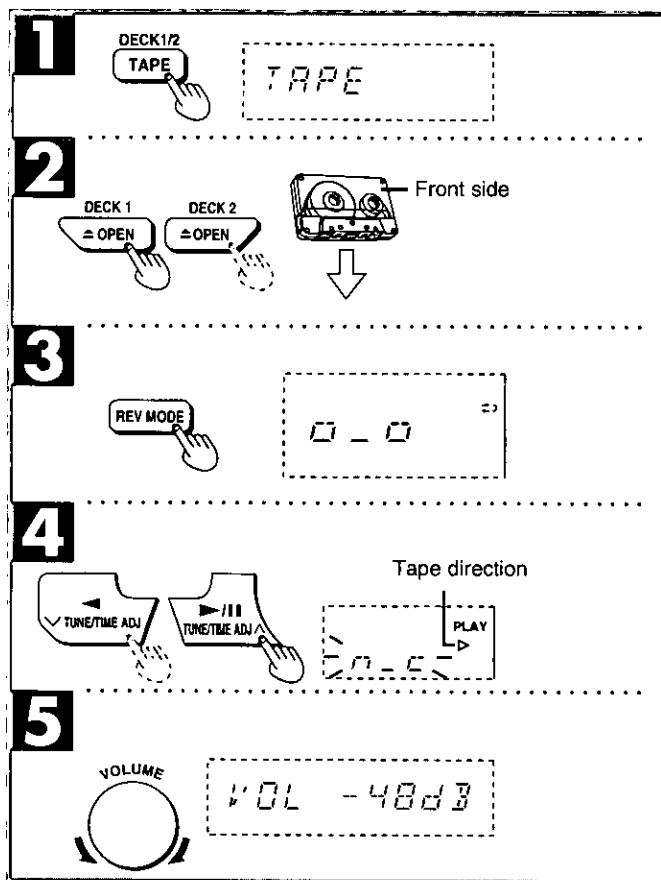 1
DECK1/2
TAPE
TAPE
2
DECK 1
DECK 2
≜ OPEN
≜ OPEN
Front side
3
REV MODE
⊐
o _ o
4
Tape direction
◄
►/II
TUNE/TIME ADJ
TUNE/TIME ADJ
PLAY
▷
n _ c
5
VOLUME
VOL -48dB